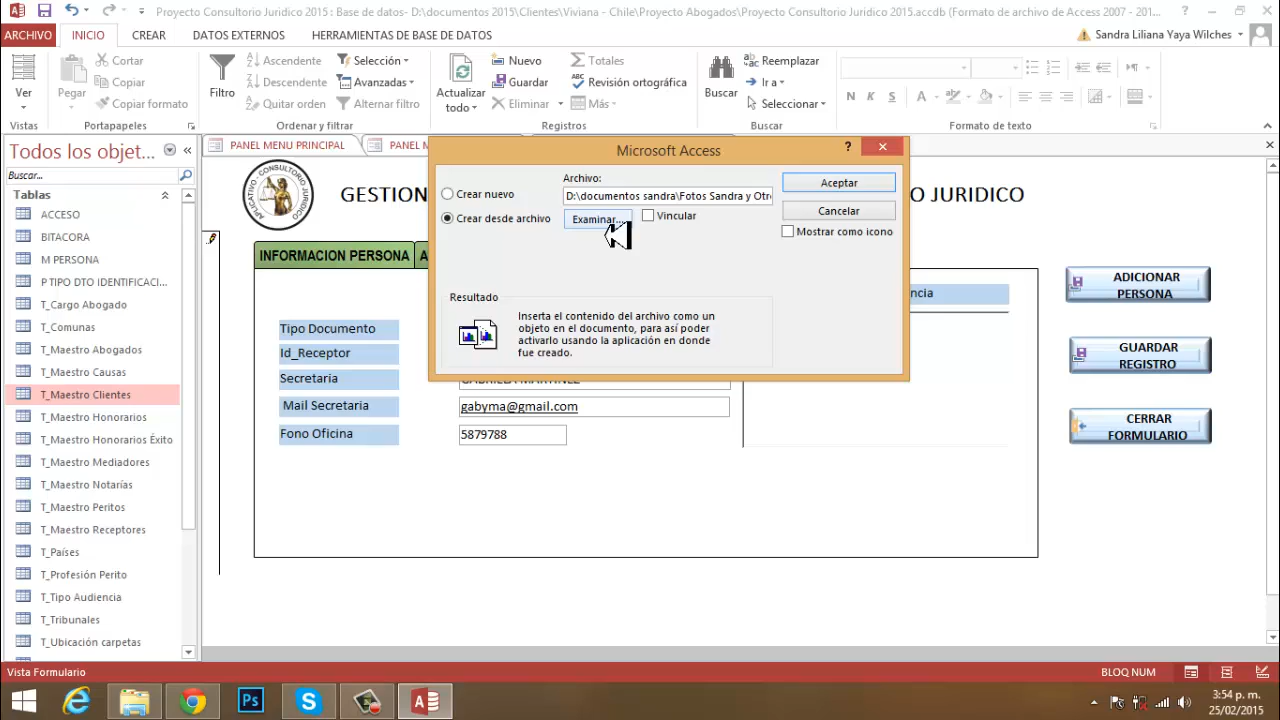 Proyecto Consultorio Juridico 2015 : Base de datos- D:\documentos 2015\Clientes\Viviana - Chile\Proyecto Abogados\Proyecto Consultorio Juridico 2015.accdb (Formato de archivo de Access 2007 - 201...
ARCHIVO INICIO CREAR DATOS EXTERNOS HERRAMIENTAS DE BASE DE DATOS Sandra Liliana Yaya Wilches
Ver
Vistas
Pegar
Cortar
Copiar
Copiar formato
Portapapeles
Filtro
Ascendente
Descendente
Quitar orden
Selección
Avanzadas
Alternar filtro
Ordenar y filtrar
Actualizar
todo
Nuevo
Guardar
Eliminar
Totales
Revisión ortográfica
Más
Registros
Buscar
Reemplazar
Ir a
Seleccionar
Buscar
N K S A
Formato de texto
Todos los objet...
Buscar...
Tablas
ACCESO
BITACORA
M PERSONA
P TIPO DTO IDENTIFICACI...
T_Cargo Abogado
T_Comunas
T_Maestro Abogados
T_Maestro Causas
T_Maestro Clientes
T_Maestro Honorarios
T_Maestro Honorarios Éxito
T_Maestro Mediadores
T_Maestro Notarías
T_Maestro Peritos
T_Maestro Receptores
T_Países
T_Profesión Perito
T_Tipo Audiencia
T_Tribunales
T_Ubicación carpetas
PANEL MENU PRINCIPAL
PANEL M
APLICATIVO CONSULTORIO JURIDICO
GESTION
JURIDICO
INFORMACION PERSONA
A
ncia
Tipo Documento
Id_Receptor
Secretaria
GABRIELA MARTINEZ
Mail Secretaria
gabyma@gmail.com
Fono Oficina
5879788
ADICIONAR
PERSONA
GUARDAR
REGISTRO
CERRAR
FORMULARIO
Microsoft Access
?
Crear nuevo
Crear desde archivo
Archivo:
D:\documentos sandra\Fotos Sandra y Otro
Examinar...
Vincular
Aceptar
Cancelar
Mostrar como icono
Resultado
Inserta el contenido del archivo como un
objeto en el documento, para así poder
activarlo usando la aplicación en donde
fue creado.
Vista Formulario
BLOQ NUM
Ps
3:54 p. m.
25/02/2015